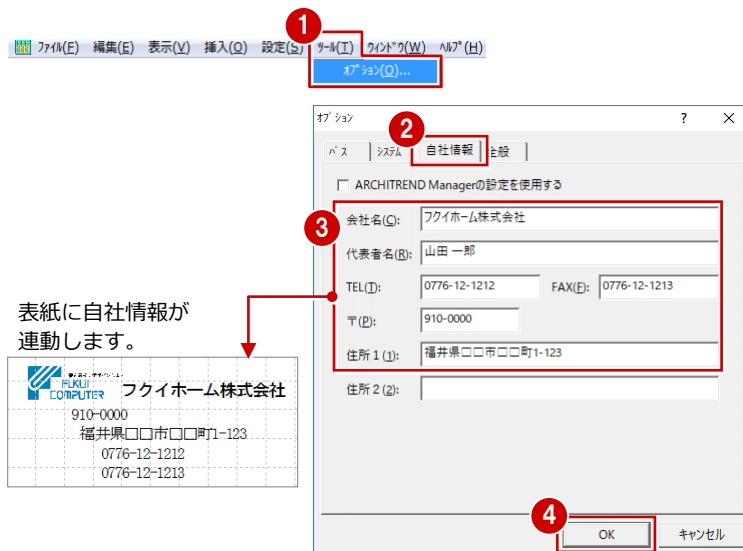 1
ﾌｧｲﾙ(F) 編集(E) 表示(V) 挿入(O) 設定(S) ﾂｰﾙ(T) ｳｨﾝﾄﾞｳ(W) ﾍﾙﾌﾟ(H)
ｵﾌﾟｼｮﾝ(O)...
ｵﾌﾟｼｮﾝ ? ×
2
ﾊﾟｽ ｼｽﾃﾑ 自社情報 全般
ARCHITREND Managerの設定を使用する
3
会社名(C): フクイホーム株式会社
代表者名(R): 山田 一郎
TEL(T): 0776-12-1212 FAX(F): 0776-12-1213
〒(P): 910-0000
住所１(1): 福井県□□市□□町1-123
住所２(2):
4
OK キャンセル
表紙に自社情報が
連動します。
FUKUI
COMPUTER フクイホーム株式会社
910-0000
福井県□□市□□町1-123
0776-12-1212
0776-12-1213